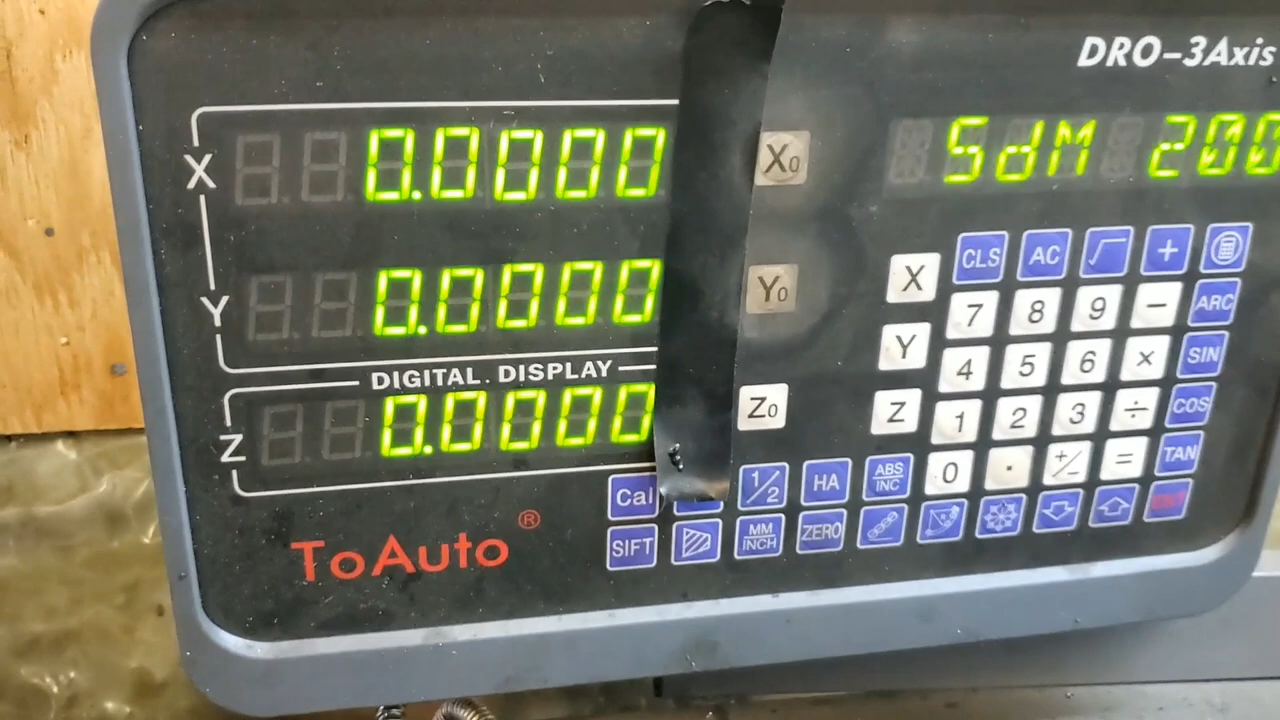 DRO-3Axis
X 0.0000 X0 SdM 200
Y 0.0000 Y0
DIGITAL DISPLAY
Z 0.0000 Z0
CLS AC √ +
X 7 8 9 − ARC
Y 4 5 6 × SIN
Z 1 2 3 ÷ COS
0 . +/− = TAN
Cal 1/2 HA ABS/INC
SIFT MM/INCH ZERO
ToAuto®